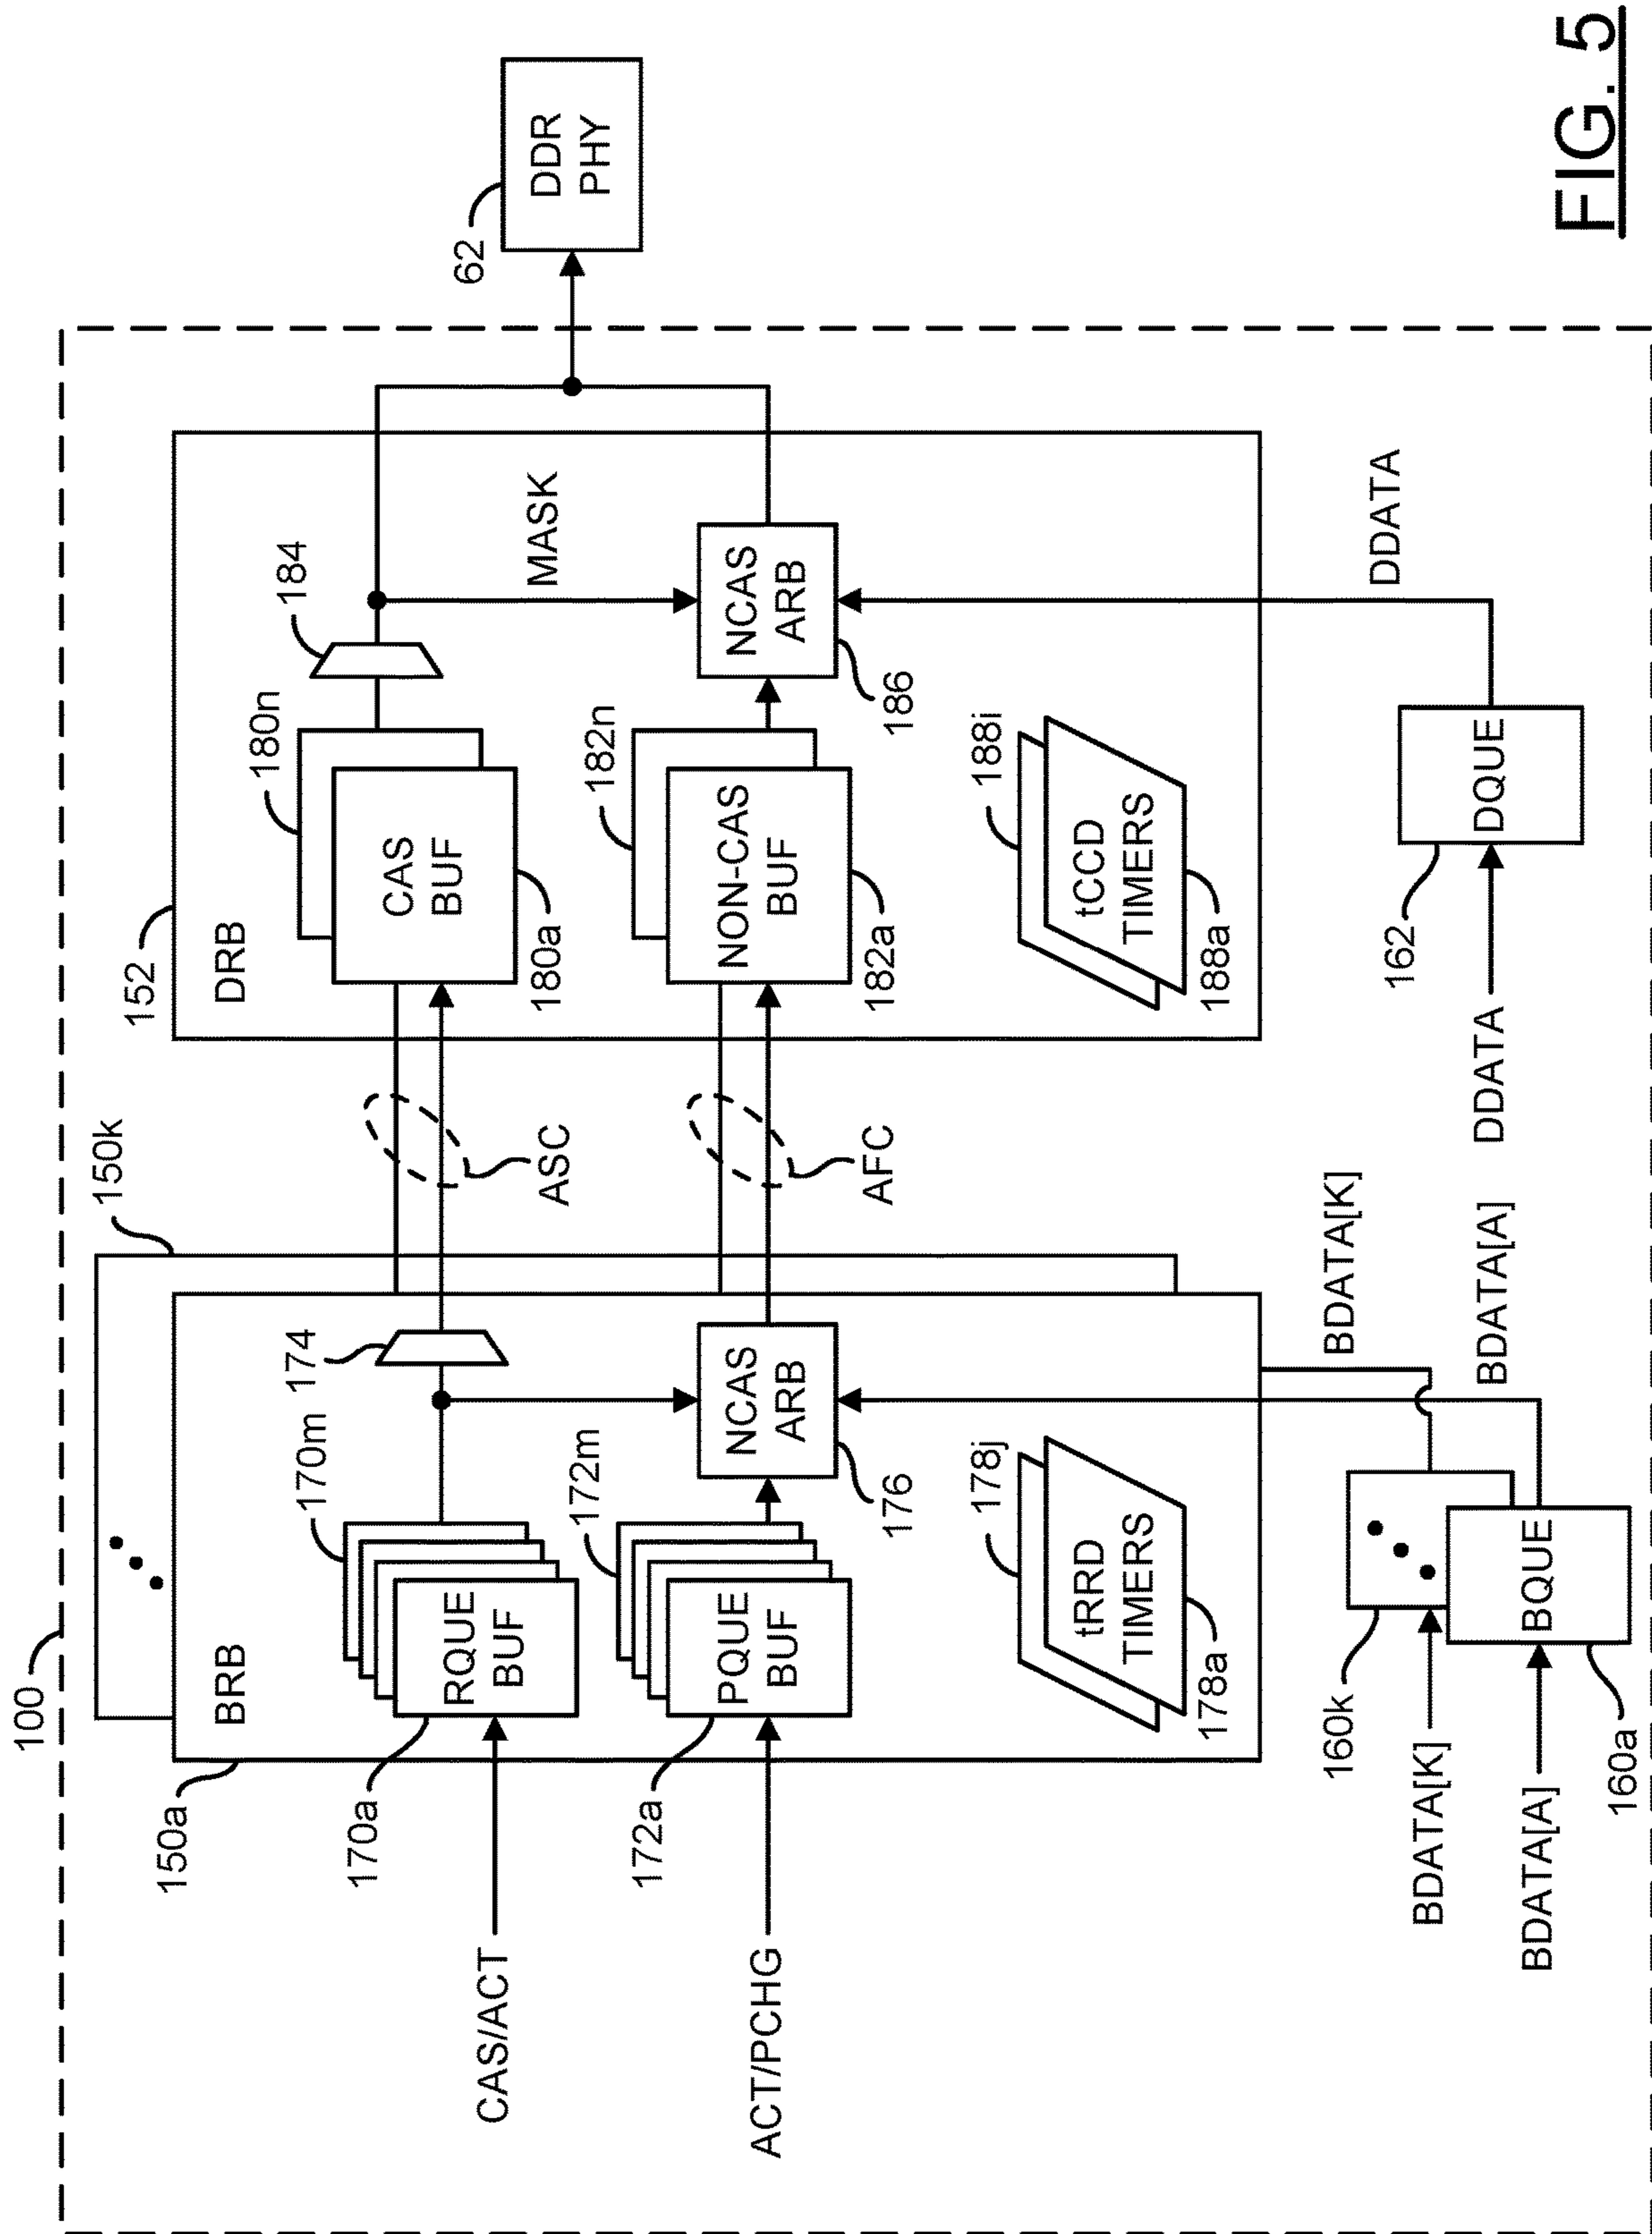 100
150a
150k
BRB
170a
RQUE
BUF
170m
174
CAS/ACT
172a
PQUE
BUF
172m
NCAS
ARB
176
ACT/PCHG
tRRD
TIMERS
178a
178j
ASC
AFC
152
DRB
CAS
BUF
180a
180n
184
MASK
NON-CAS
BUF
182a
182n
NCAS
ARB
186
tCCD
TIMERS
188a
188i
62
DDR
PHY
BDATA[K]
160k
BDATA[A]
BQUE
160a
BDATA[K]
BDATA[A]
DDATA
162
DQUE
DDATA
FIG. 5